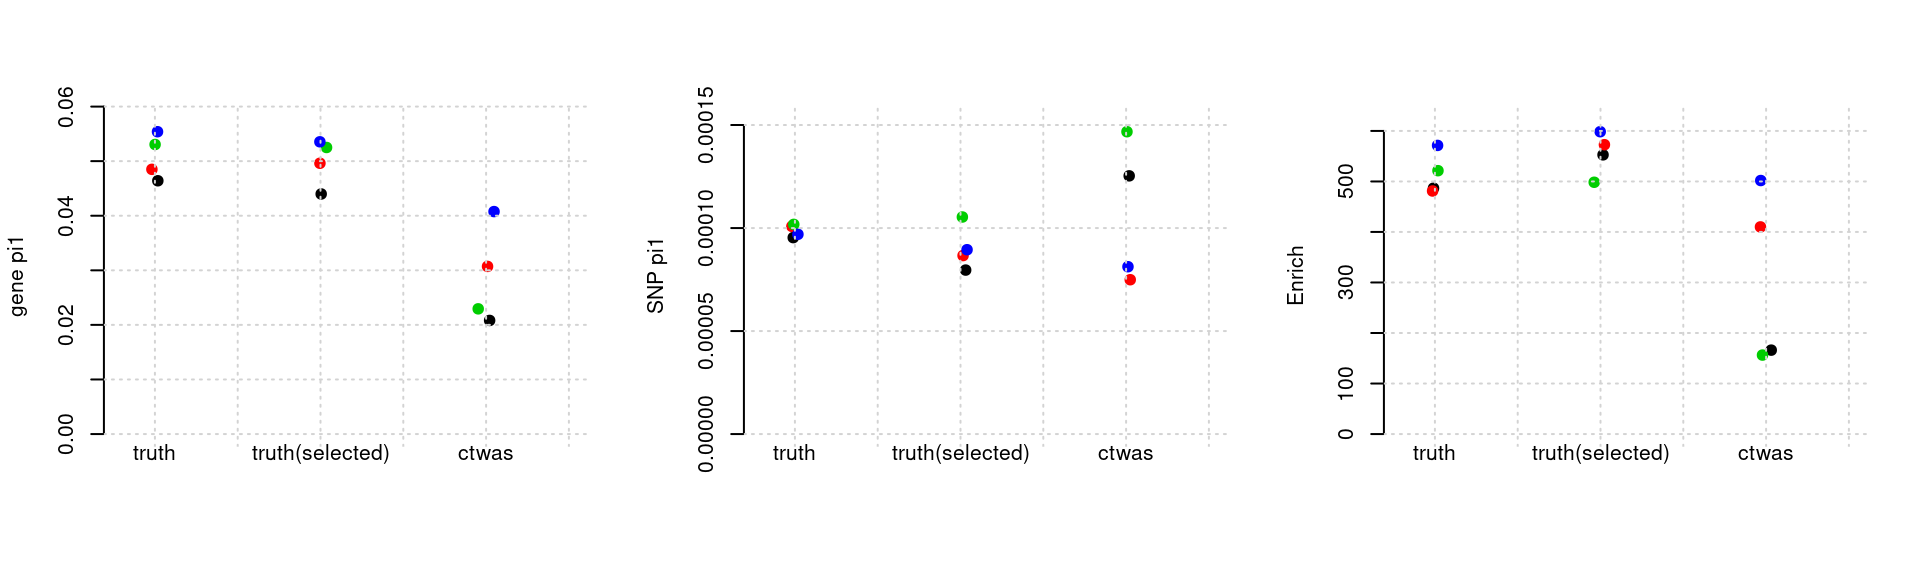 gene pi1
0.00
0.02
0.04
0.06
truth
truth(selected)
ctwas
SNP pi1
0.00000
0.00005
0.00010
0.00015
truth
truth(selected)
ctwas
Enrich
0
100
300
500
truth
truth(selected)
ctwas